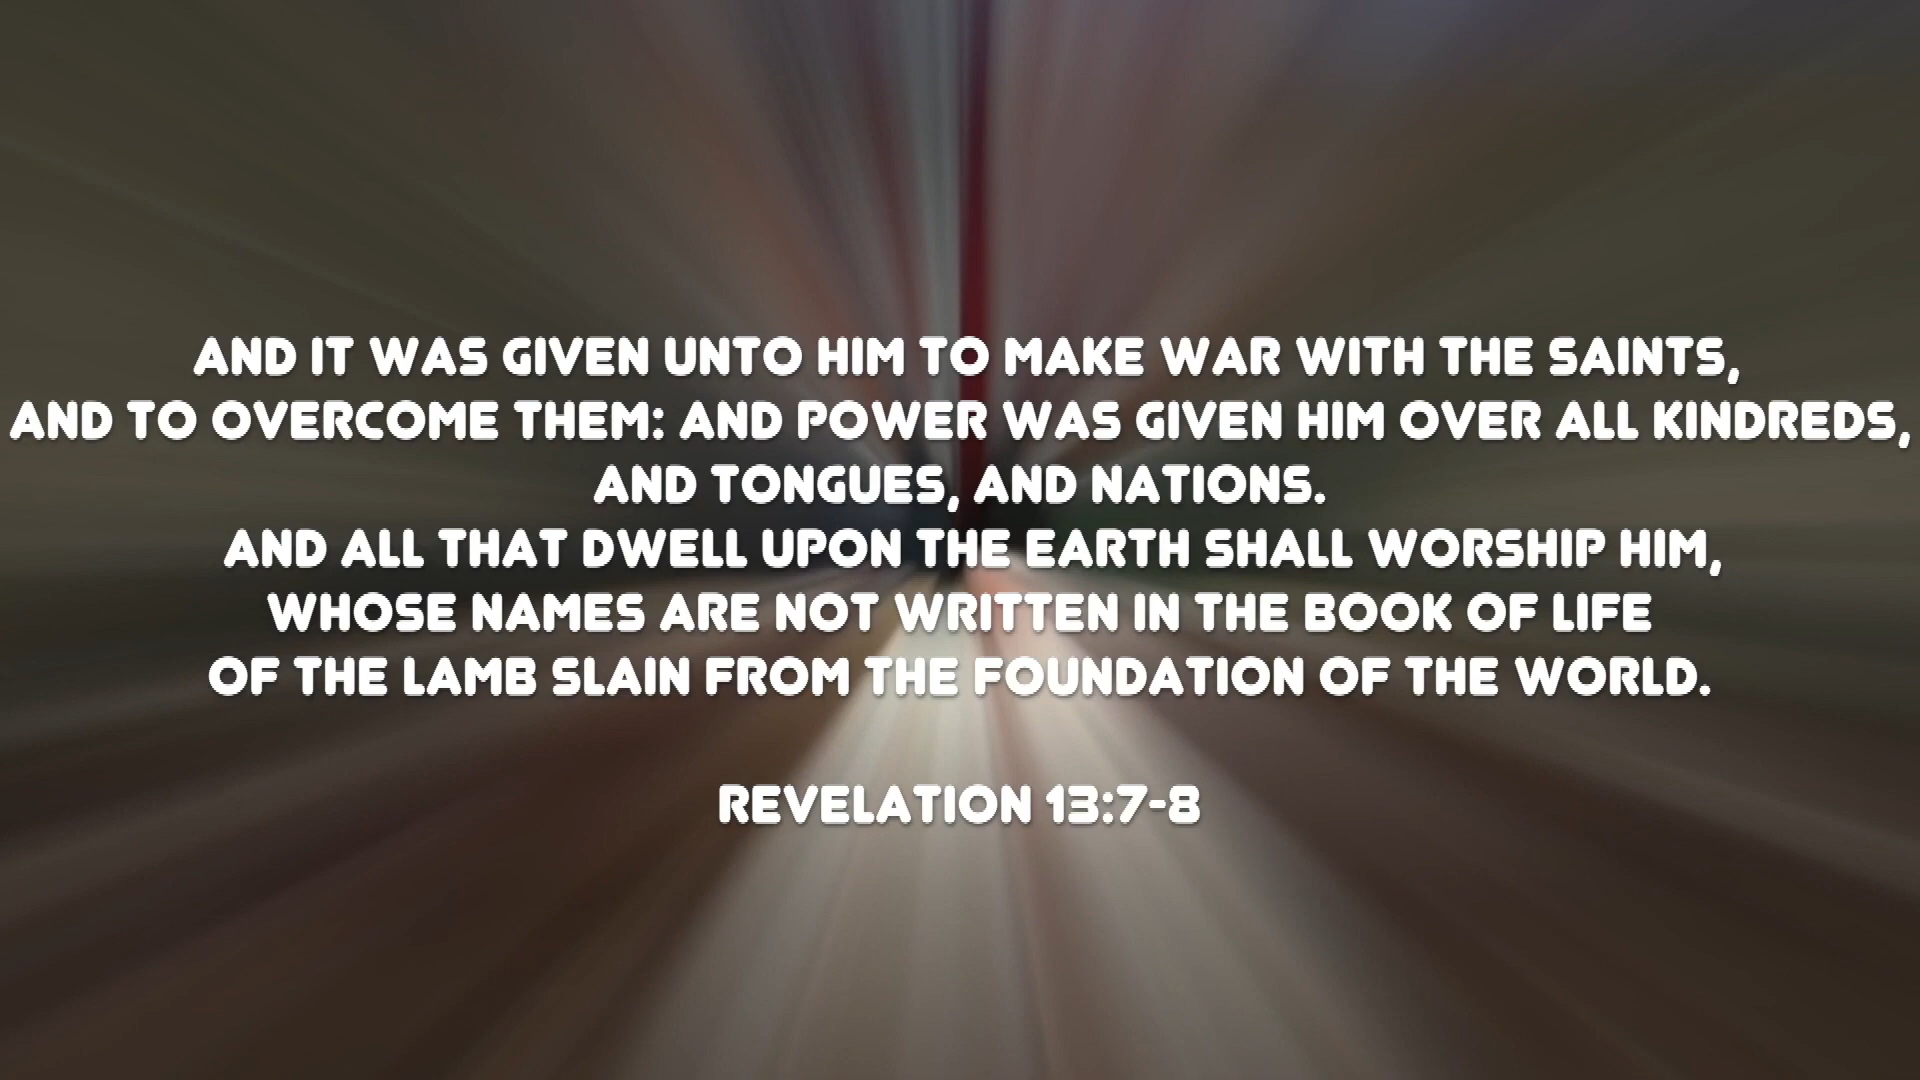 AND IT WAS GIVEN UNTO HIM TO MAKE WAR WITH THE SAINTS,
AND TO OVERCOME THEM: AND POWER WAS GIVEN HIM OVER ALL KINDREDS,
AND TONGUES, AND NATIONS.
AND ALL THAT DWELL UPON THE EARTH SHALL WORSHIP HIM,
WHOSE NAMES ARE NOT WRITTEN IN THE BOOK OF LIFE
OF THE LAMB SLAIN FROM THE FOUNDATION OF THE WORLD.
REVELATION 13:7-8